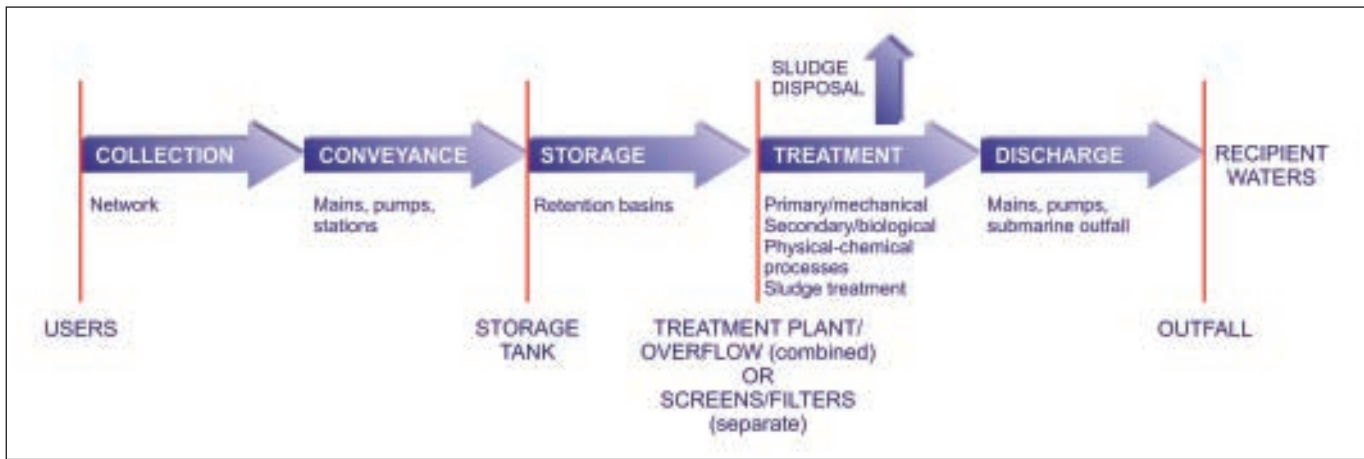 SLUDGE
DISPOSAL
COLLECTION
CONVEYANCE
STORAGE
TREATMENT
DISCHARGE
RECIPIENT
WATERS
Network
Mains, pumps,
stations
Retention basins
Primary/mechanical
Secondary/biological
Physical-chemical
processes
Sludge treatment
Mains, pumps,
submarine outfall
USERS
STORAGE
TANK
TREATMENT PLANT/
OVERFLOW (combined)
OR
SCREENS/FILTERS
(separate)
OUTFALL